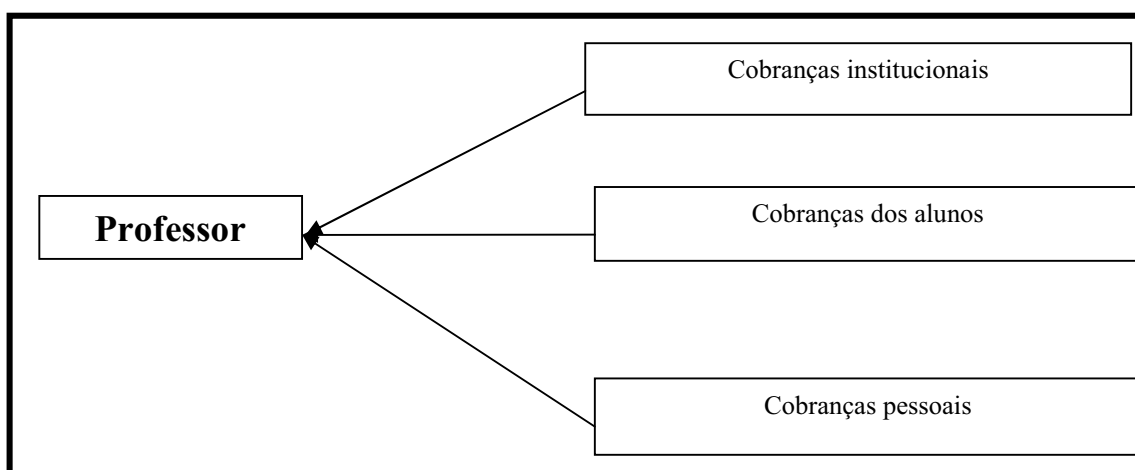 Cobranças institucionais
Professor
Cobranças dos alunos
Cobranças pessoais